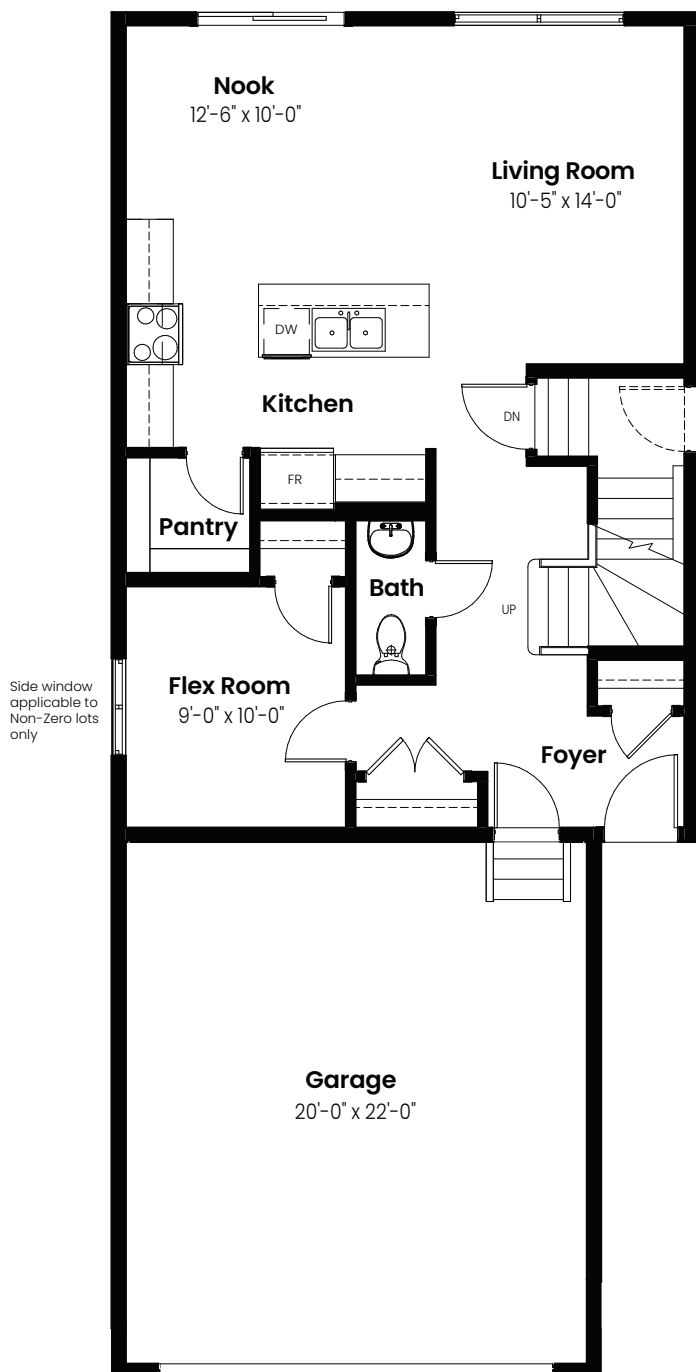 Nook
12'-6" x 10'-0"
Living Room
10'-5" x 14'-0"
DW
Kitchen
DN
FR
Pantry
Bath
UP
Flex Room
9'-0" x 10'-0"
Side window
applicable to
Non-Zero lots
only
Foyer
Garage
20'-0" x 22'-0"